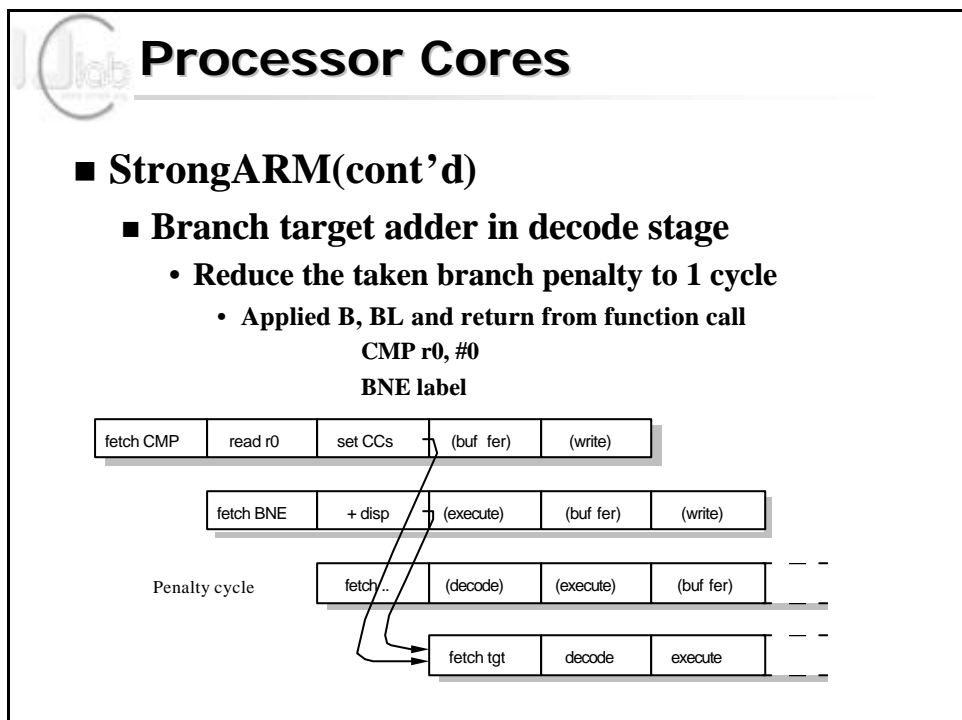 Processor Cores
■ StrongARM(cont’d)
■ Branch target adder in decode stage
• Reduce the taken branch penalty to 1 cycle
• Applied B, BL and return from function call
CMP r0, #0
BNE label
fetch CMP read r0 set CCs (buf fer) (write)
fetch BNE + disp (execute) (buf fer) (write)
Penalty cycle fetch .. (decode) (execute) (buf fer)
fetch tgt decode execute